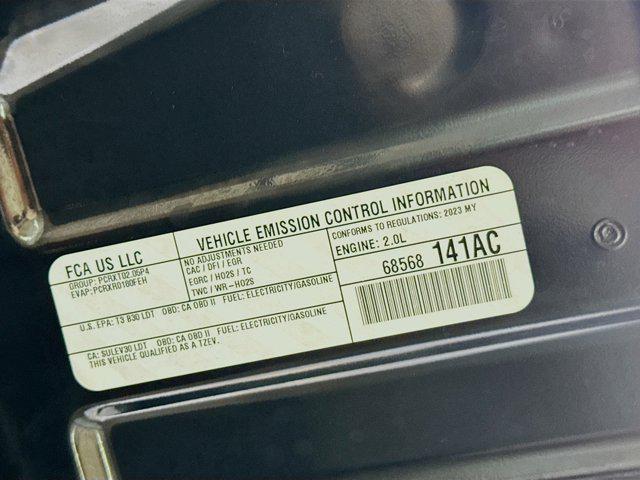 FCA US LLC
GROUP: PCRXT02.05P4
EVAP: PCRXR0180FEH
VEHICLE EMISSION CONTROL INFORMATION
NO ADJUSTMENTS NEEDED
CAC / DFI / EGR
EGRC / HO2S / TC
TWC / WR-HO2S
CONFORMS TO REGULATIONS: 2023 MY
ENGINE: 2.0L
68568 141AC
U.S. EPA: T3 B30 LDT OBD: CA OBD II FUEL: ELECTRICITY/GASOLINE
CA: SULEV30 LDT OBD: CA OBD II FUEL: ELECTRICITY/GASOLINE
THIS VEHICLE QUALIFIED AS A TZEV.